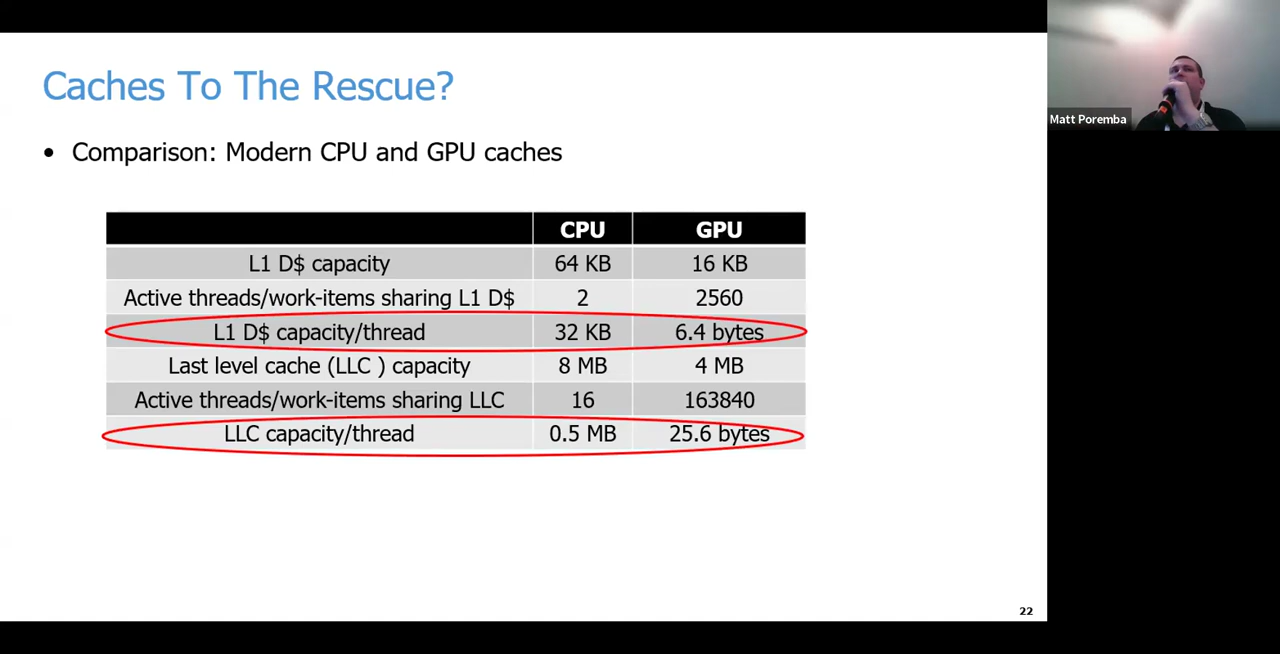 Caches To The Rescue?
• Comparison: Modern CPU and GPU caches
CPU GPU
L1 D$ capacity 64 KB 16 KB
Active threads/work-items sharing L1 D$ 2 2560
L1 D$ capacity/thread 32 KB 6.4 bytes
Last level cache (LLC ) capacity 8 MB 4 MB
Active threads/work-items sharing LLC 16 163840
LLC capacity/thread 0.5 MB 25.6 bytes
22
Matt Poremba